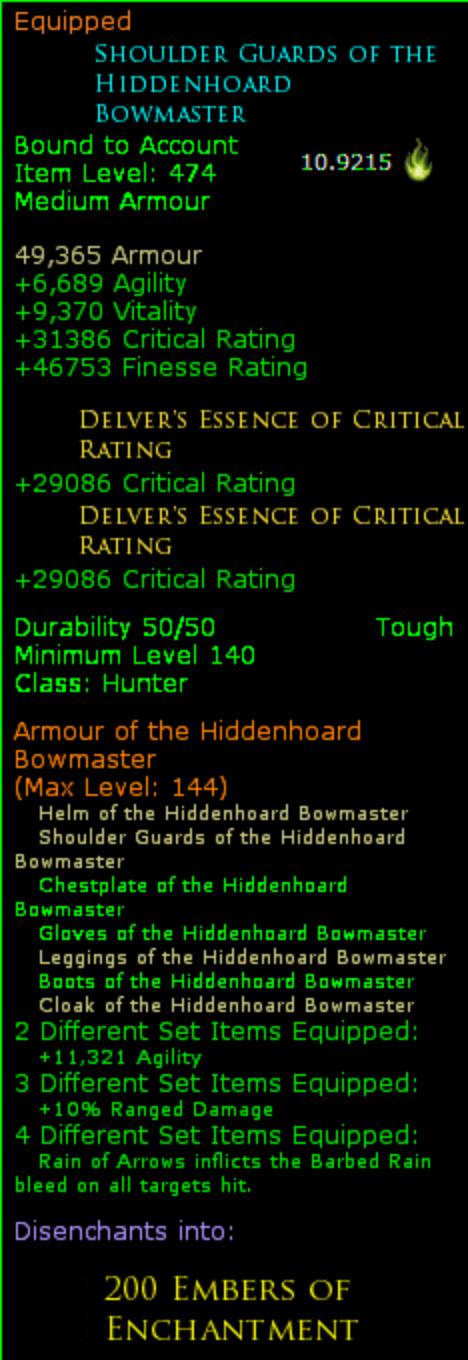 Equipped
SHOULDER GUARDS OF THE
HIDDENHOARD
BOWMASTER
Bound to Account
Item Level: 474
10.9215
Medium Armour
49,365 Armour
+6,689 Agility
+9,370 Vitality
+31386 Critical Rating
+46753 Finesse Rating
DELVER'S ESSENCE OF CRITICAL
RATING
+29086 Critical Rating
DELVER'S ESSENCE OF CRITICAL
RATING
+29086 Critical Rating
Durability 50/50 Tough
Minimum Level 140
Class: Hunter
Armour of the Hiddenhoard
Bowmaster
(Max Level: 144)
Helm of the Hiddenhoard Bowmaster
Shoulder Guards of the Hiddenhoard
Bowmaster
Chestplate of the Hiddenhoard
Bowmaster
Gloves of the Hiddenhoard Bowmaster
Leggings of the Hiddenhoard Bowmaster
Boots of the Hiddenhoard Bowmaster
Cloak of the Hiddenhoard Bowmaster
2 Different Set Items Equipped:
+11,321 Agility
3 Different Set Items Equipped:
+10% Ranged Damage
4 Different Set Items Equipped:
Rain of Arrows inflicts the Barbed Rain
bleed on all targets hit.
Disenchants into:
200 EMBERS OF
ENCHANTMENT